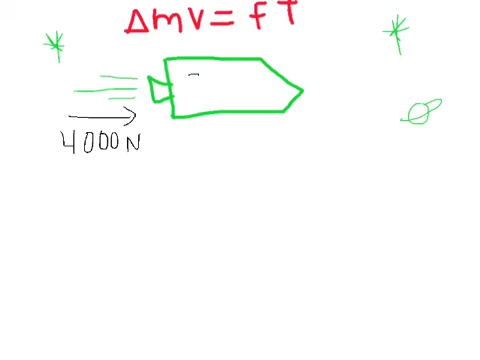 Δmv = fT
4000N